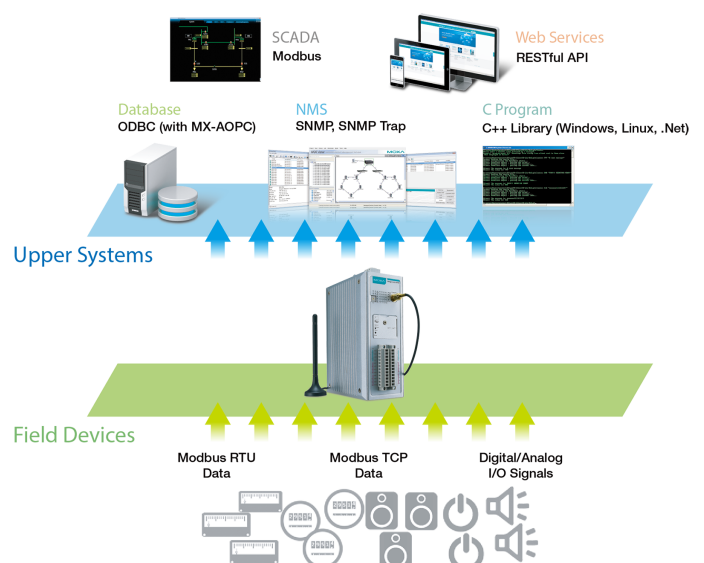 SCADA
Modbus
Web Services
RESTful API
Database
ODBC (with MX-AOPC)
NMS
SNMP, SNMP Trap
C Program
C++ Library (Windows, Linux, .Net)
MOXA
Upper Systems
Field Devices
Modbus RTU
Data
Modbus TCP
Data
Digital/Analog
I/O Signals